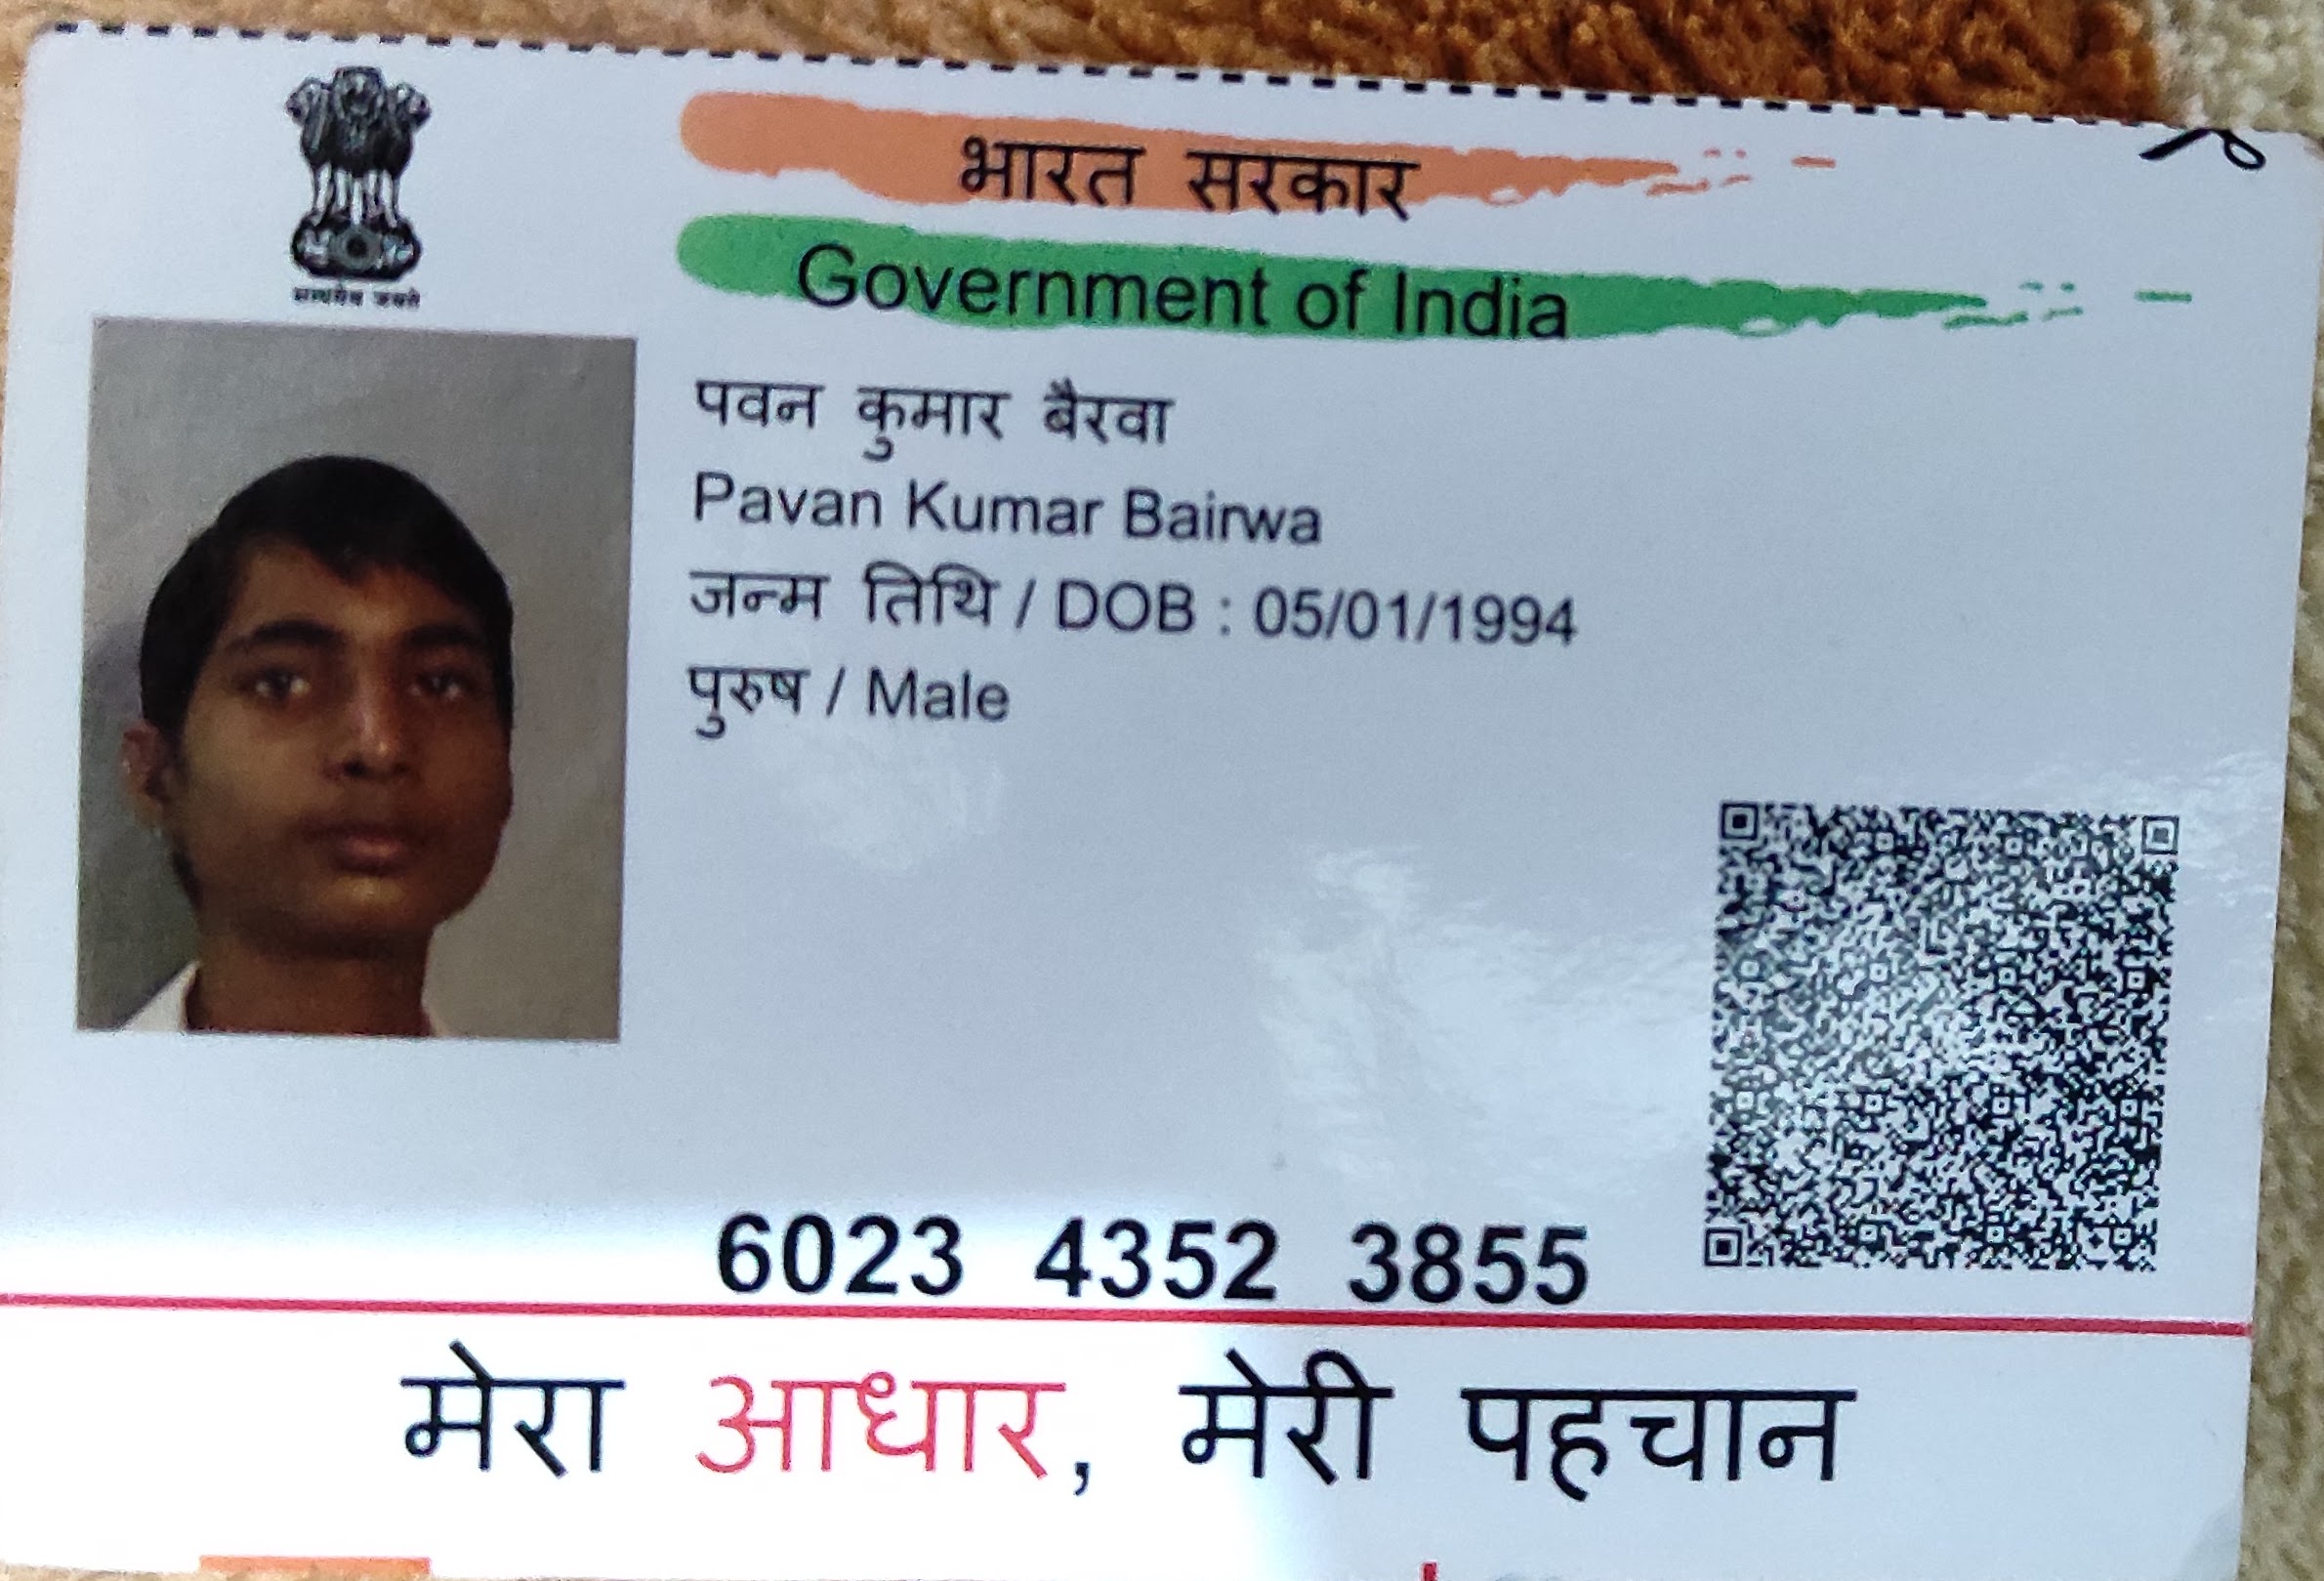 भारत सरकार
Government of India
सत्यमेव जयते
पवन कुमार बैरवा
Pavan Kumar Bairwa
जन्म तिथि / DOB : 05/01/1994
पुरुष / Male
6023 4352 3855
मेरा आधार, मेरी पहचान